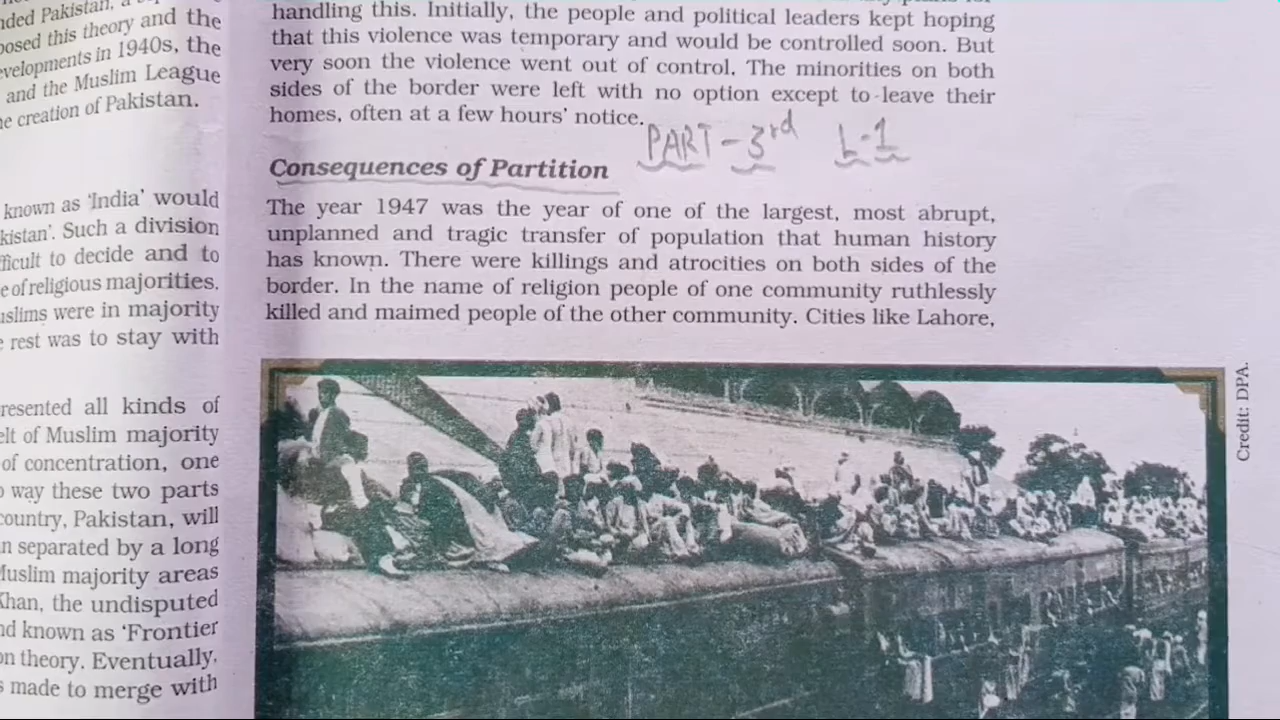 nded Pakistan,
posed this theory and the
evelopments in 1940s, the
and the Muslim League
e creation of Pakistan.
known as ‘India’ would
kistan’. Such a division
fficult to decide and to
e of religious majorities.
uslims were in majority
rest was to stay with
resented all kinds of
elt of Muslim majority
of concentration, one
way these two parts
country, Pakistan, will
n separated by a long
Muslim majority areas
Khan, the undisputed
nd known as ‘Frontier
on theory. Eventually,
s made to merge with
handling this. Initially, the people and political leaders kept hoping
that this violence was temporary and would be controlled soon. But
very soon the violence went out of control. The minorities on both
sides of the border were left with no option except to leave their
homes, often at a few hours’ notice.
PART-3rd L-1
Consequences of Partition
The year 1947 was the year of one of the largest, most abrupt,
unplanned and tragic transfer of population that human history
has known. There were killings and atrocities on both sides of the
border. In the name of religion people of one community ruthlessly
killed and maimed people of the other community. Cities like Lahore,
Credit: DPA.